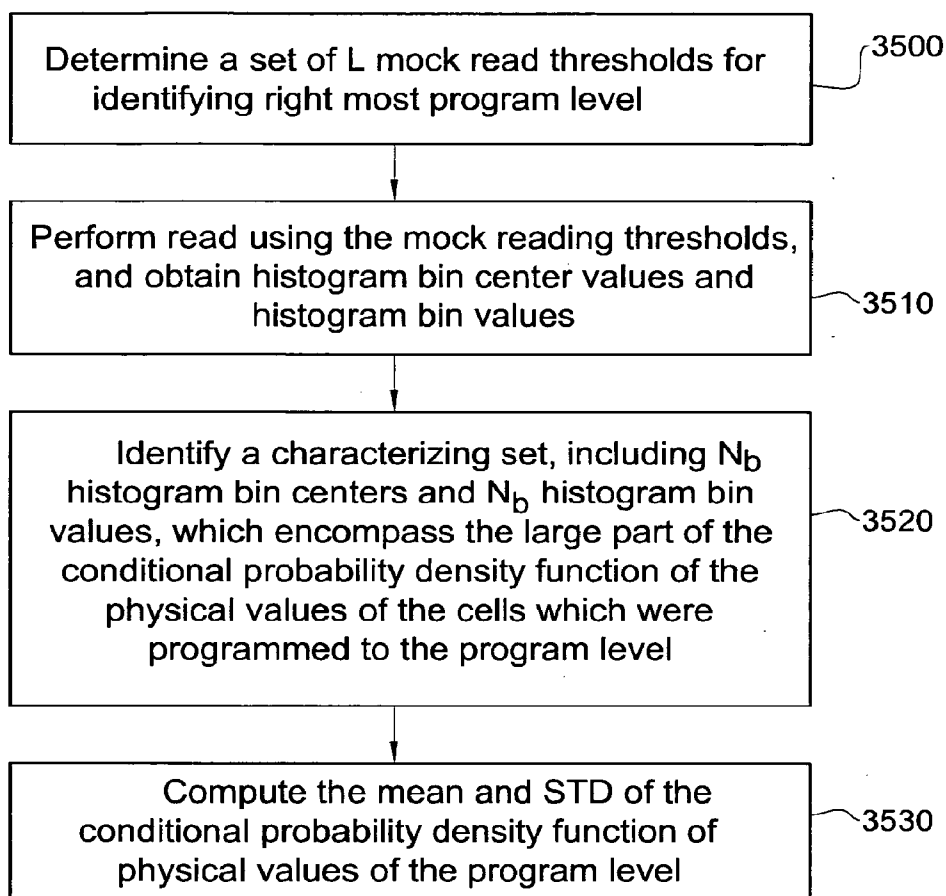 Determine a set of L mock read thresholds for
identifying right most program level
3500
Perform read using the mock reading thresholds,
and obtain histogram bin center values and
histogram bin values
3510
Identify a characterizing set, including Nb
histogram bin centers and Nb histogram bin
values, which encompass the large part of the
conditional probability density function of the
physical values of the cells which were
programmed to the program level
3520
Compute the mean and STD of the
conditional probability density function of
physical values of the program level
3530